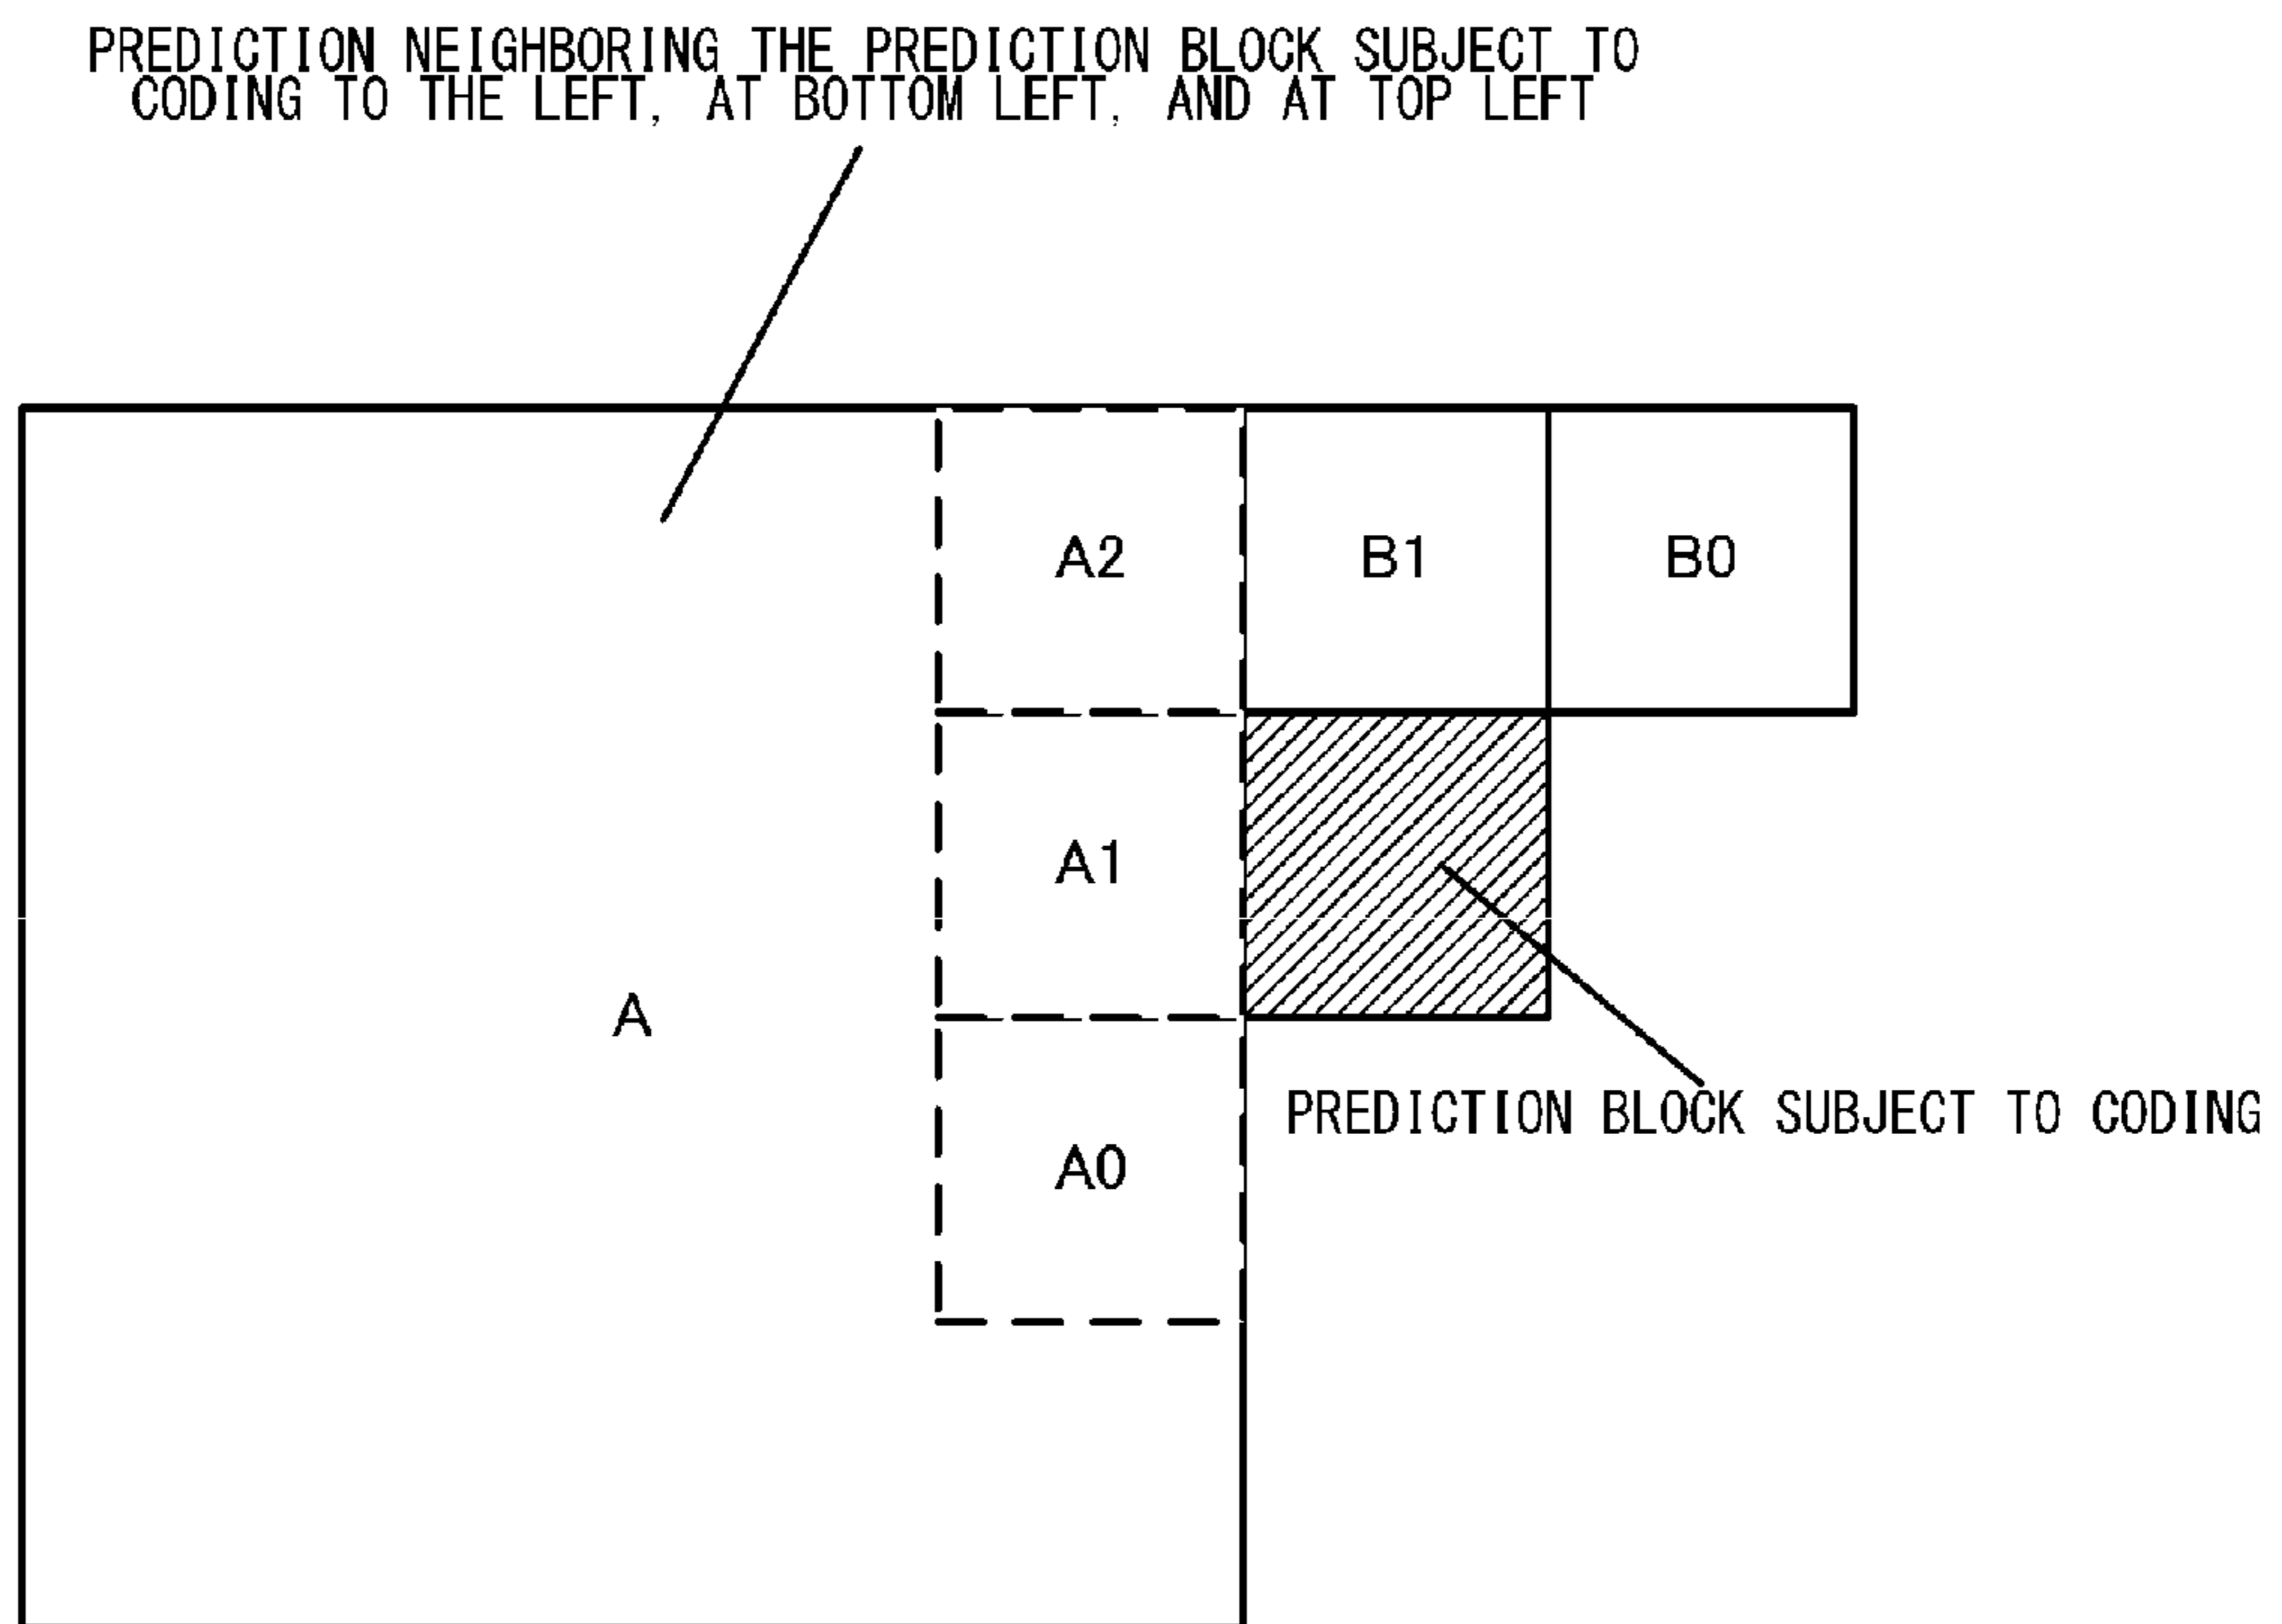 PREDICTION NEIGHBORING THE PREDICTION BLOCK SUBJECT TO
CODING TO THE LEFT, AT BOTTOM LEFT, AND AT TOP LEFT
A2
B1
B0
A1
A
PREDICTION BLOCK SUBJECT TO CODING
A0